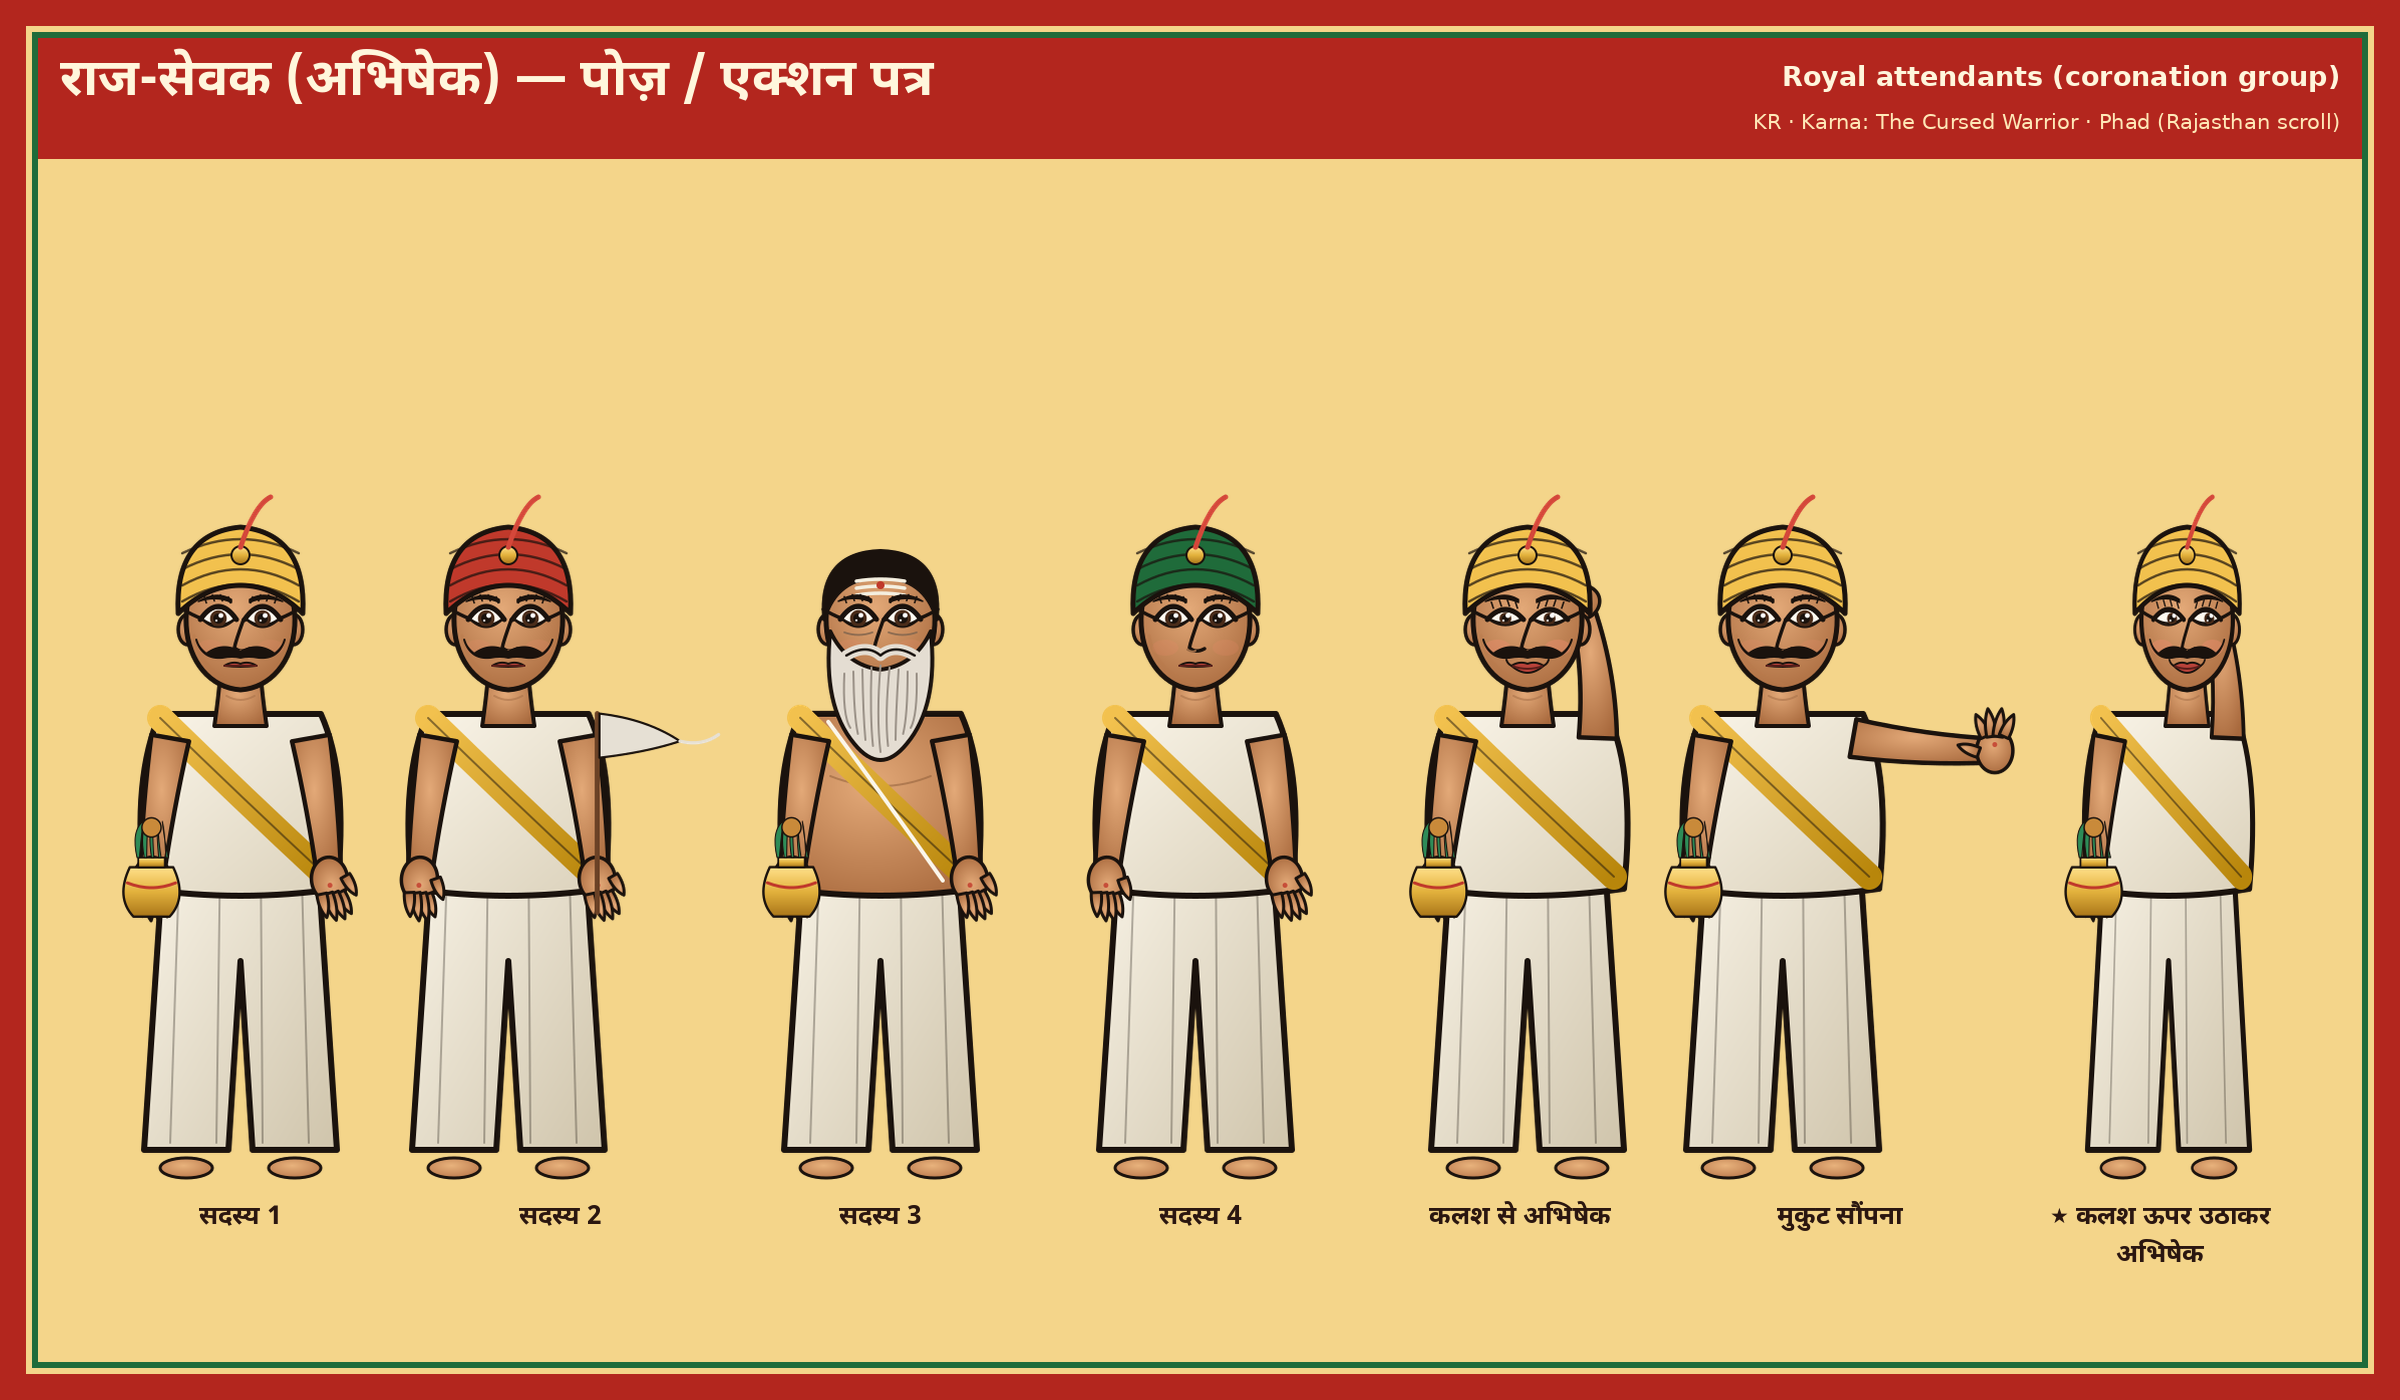 राज-सेवक (अभिषेक) — पोज़ / एक्शन पत्र
Royal attendants (coronation group)
KR · Karna: The Cursed Warrior · Phad (Rajasthan scroll)
सदस्य 1
सदस्य 2
सदस्य 3
सदस्य 4
कलश से अभिषेक
मुकुट सौंपना
★ कलश ऊपर उठाकर
अभिषेक